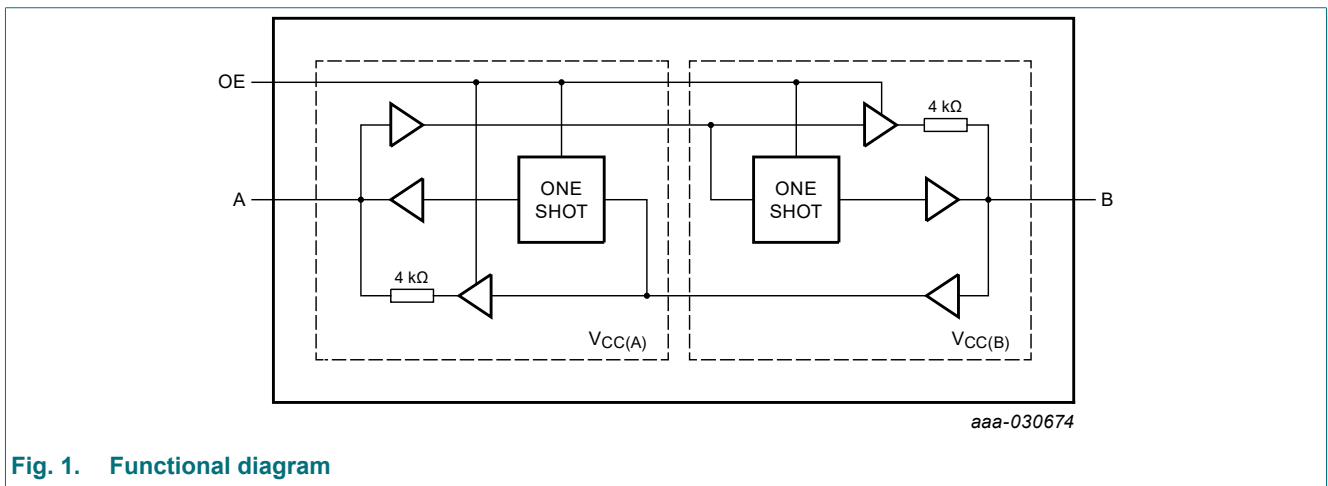 OE
4 kΩ
A
ONE
SHOT
ONE
SHOT
B
4 kΩ
VCC(A)
VCC(B)
aaa-030674
Fig. 1. Functional diagram